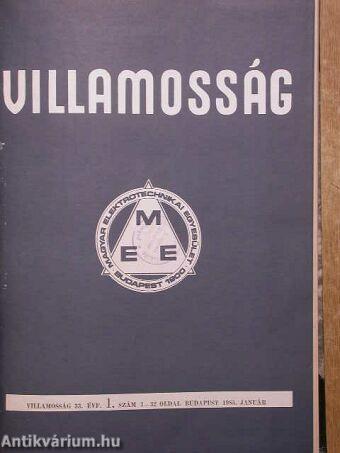 VILLAMOSSÁG
MAGYAR ELEKTROTECHNIKAI EGYESÜLET
M
E E
BUDAPEST 1900
VILLAMOSSÁG 33. ÉVF. 1. SZÁM 1—32 OLDAL BUDAPEST 1985. JANUÁR
Antikvárium.hu